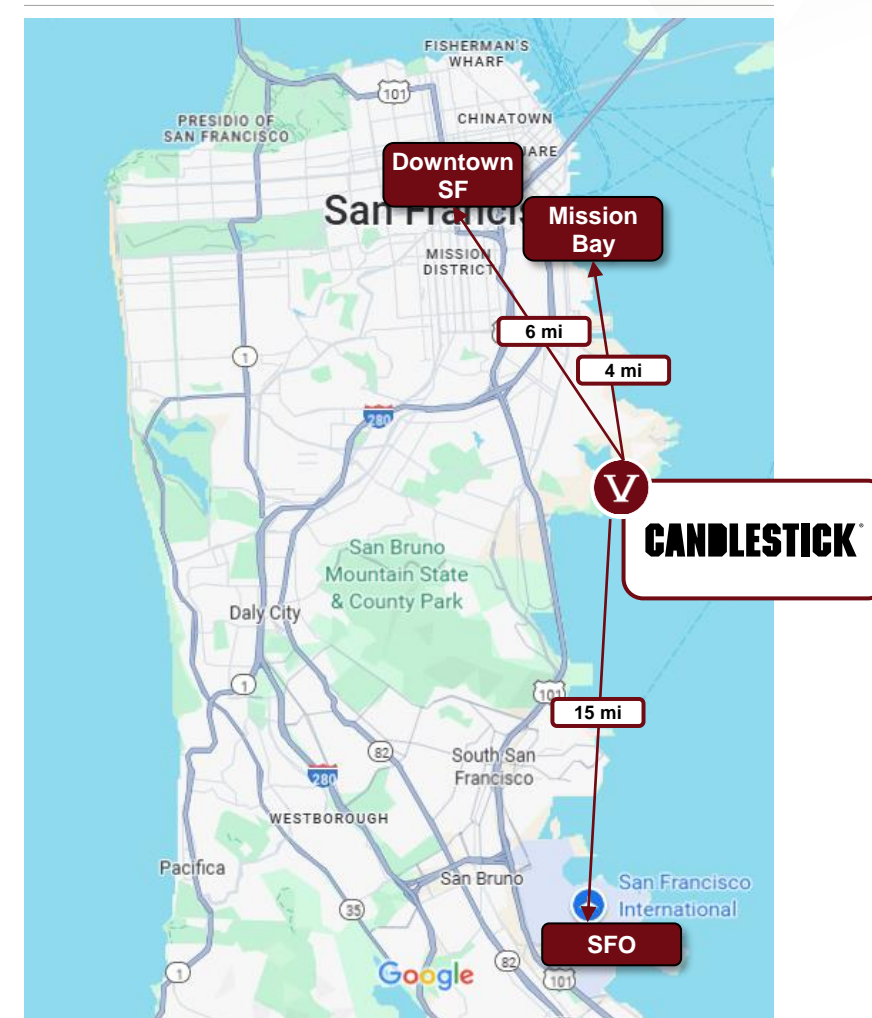 FISHERMAN'S
WHARF
101
CHINATOWN
PRESIDIO OF
SAN FRANCISCO
Downtown
SF
San
Mission
Bay
MISSION
DISTRICT
6 mi
1
4 mi
280
V
CANDLESTICK
San Bruno
Mountain State
& County Park
Daly City
1
101
15 mi
82
South San
Francisco
280
WESTBOROUGH
Pacifica
San Bruno
San Francisco
International
35
SFO
82
Google
1
101